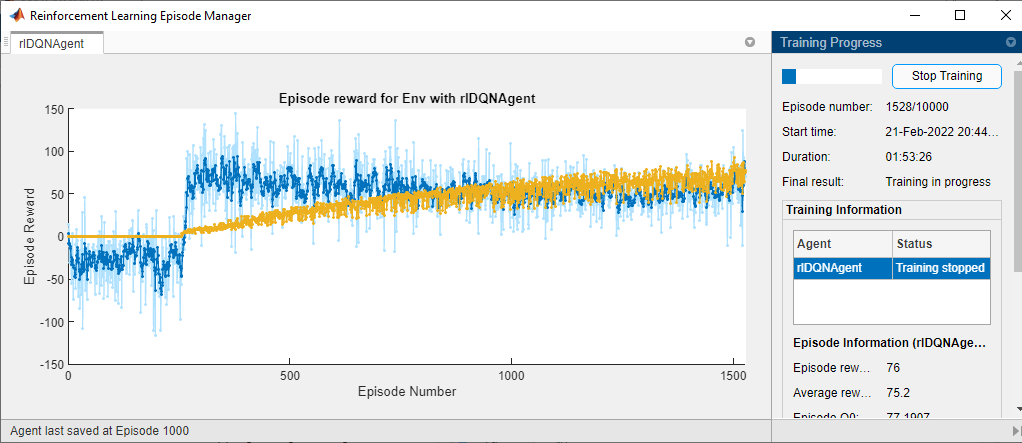 Reinforcement Learning Episode Manager
rlDQNAgent
Episode reward for Env with rlDQNAgent
Episode Reward
150
100
50
0
-50
-100
-150
0 500 1000 1500
Episode Number
Agent last saved at Episode 1000
Training Progress
Stop Training
Episode number: 1528/10000
Start time: 21-Feb-2022 20:44...
Duration: 01:53:26
Final result: Training in progress
Training Information
Agent Status
rlDQNAgent Training stopped
Episode Information (rlDQNAge...
Episode rew... 76
Average rew... 75.2
Episode Q0: 77.1907